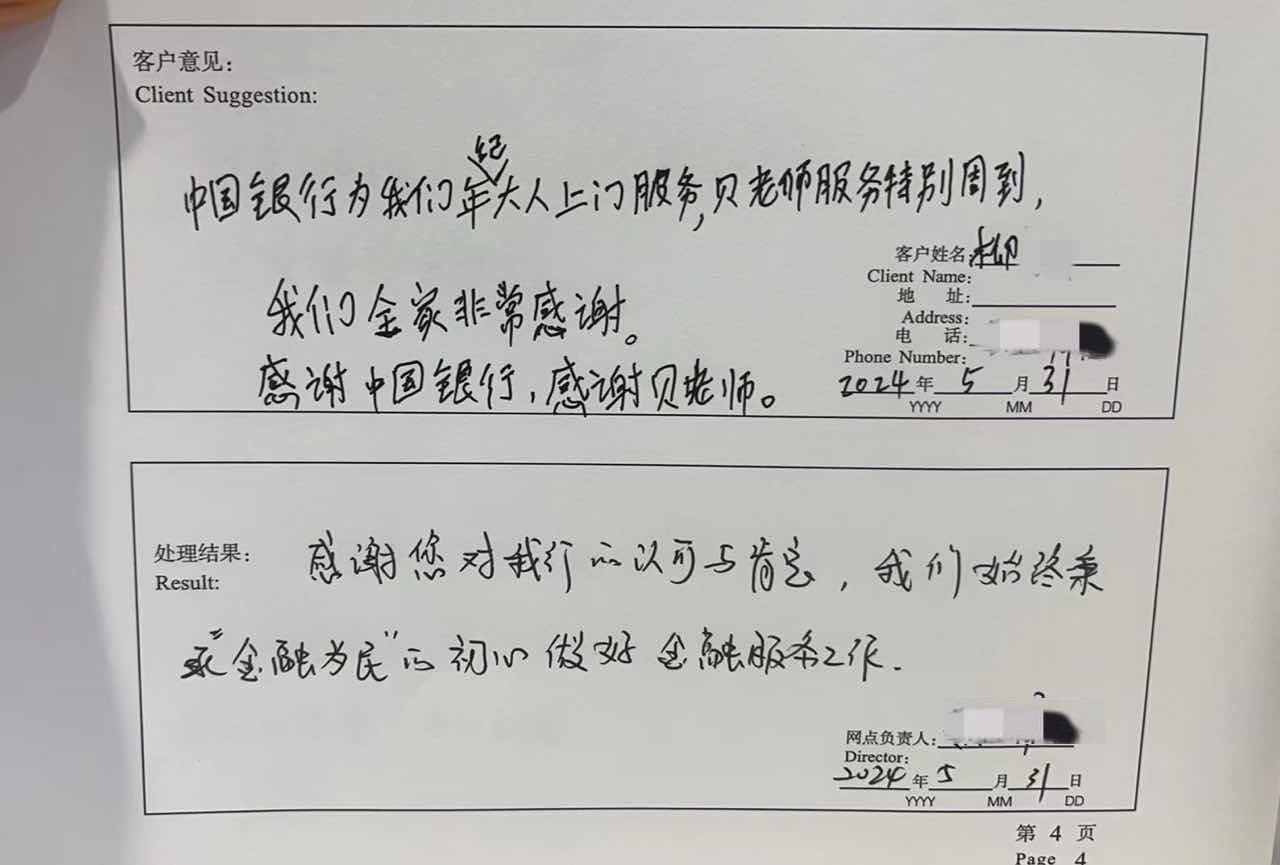 客户意见：
Client Suggestion:
中国银行为我们年纪大人上门服务,贝老师服务特别周到,
我们全家非常感谢。
感谢中国银行,感谢贝老师。
客户姓名:柳
Client Name:
地 址:
Address:
电 话:
Phone Number:
2024年 5 月 31 日
YYYY MM DD
处理结果：
Result:
感谢您对我行的认可与肯定,我们始终秉
承"金融为民"的初心做好金融服务工作.
网点负责人:
Director:
2024年 5 月 31 日
YYYY MM DD
第 4 页
Page 4